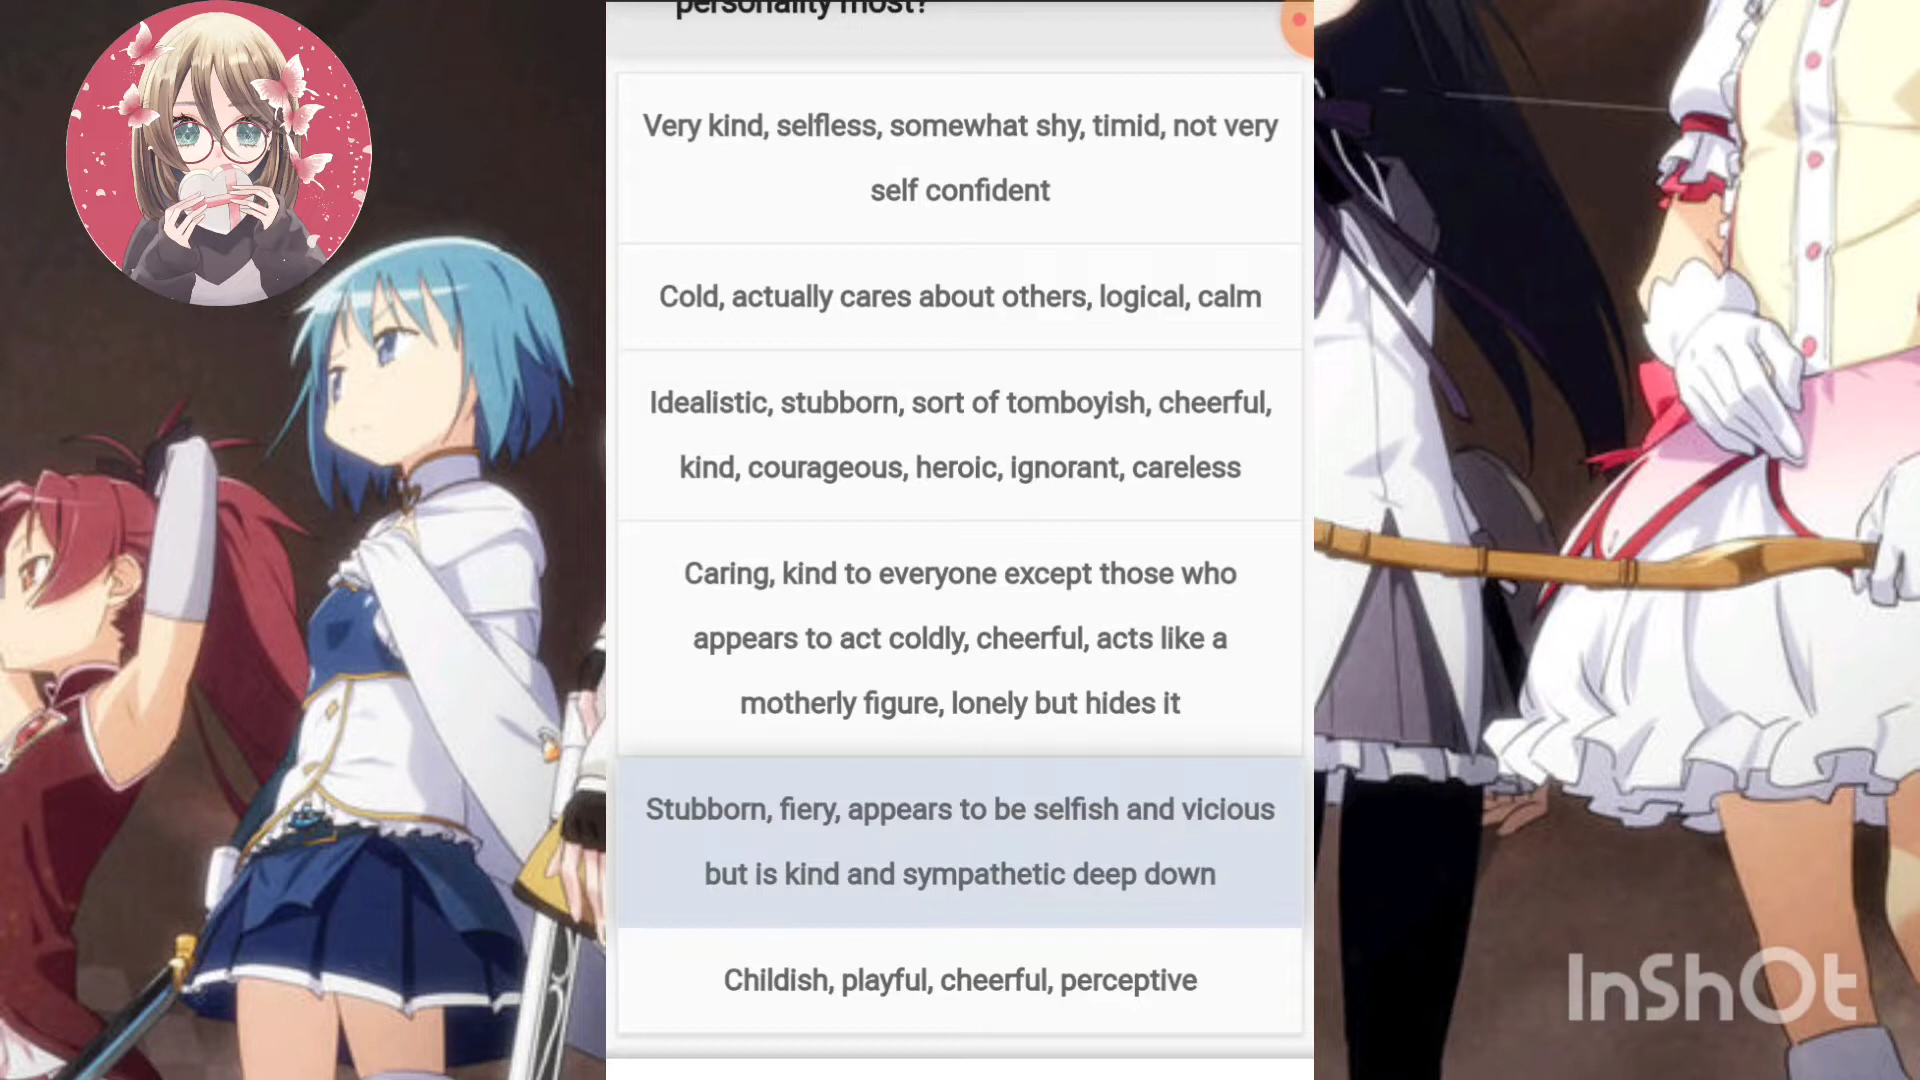 personality most?
Very kind, selfless, somewhat shy, timid, not very
self confident
Cold, actually cares about others, logical, calm
Idealistic, stubborn, sort of tomboyish, cheerful,
kind, courageous, heroic, ignorant, careless
Caring, kind to everyone except those who
appears to act coldly, cheerful, acts like a
motherly figure, lonely but hides it
Stubborn, fiery, appears to be selfish and vicious
but is kind and sympathetic deep down
Childish, playful, cheerful, perceptive
InShOt